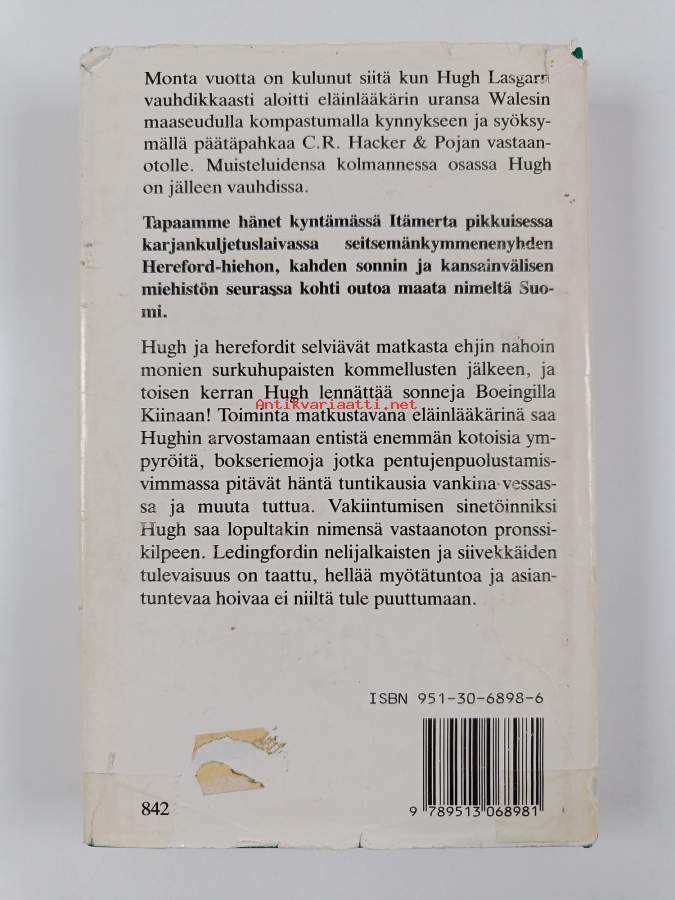 Monta vuotta on kulunut siitä kun Hugh Lasgarn
vauhdikkaasti aloitti eläinlääkärin uransa Walesin
maaseudulla kompastumalla kynnykseen ja syöksy-
mällä päätäpahkaa C.R. Hacker & Pojan vastaan-
otolle. Muisteluidensa kolmannessa osassa Hugh
on jälleen vauhdissa.
Tapaamme hänet kyntämässä Itämerta pikkuisessa
karjankuljetuslaivassa seitsemänkymmenenyhden
Hereford-hiehon, kahden sonnin ja kansainvälisen
miehistön seurassa kohti outoa maata nimeltä Suo-
mi.
Hugh ja herefordit selviävät matkasta ehjin nahoin
monien surkuhupaisten kommellusten jälkeen, ja
toisen kerran Hugh lennättää sonneja Boeingilla
Antikvariaatti.net
Kiinaan! Toiminta matkustavana eläinlääkärinä saa
Hughin arvostamaan entistä enemmän kotoisia ym-
pyröitä, bokseriemoja jotka pentujenpuolustamis-
vimmassa pitävät häntä tuntikausia vankina vessas-
sa ja muuta tuttua. Vakiintumisen sinetöinniksi
Hugh saa lopultakin nimensä vastaanoton pronssi-
kilpeen. Ledingfordin nelijalkaisten ja siivekkäiden
tulevaisuus on taattu, hellää myötätuntoa ja asian-
tuntevaa hoivaa ei niiltä tule puuttumaan.
ISBN 951-30-6898-6
842
9 789513 068981